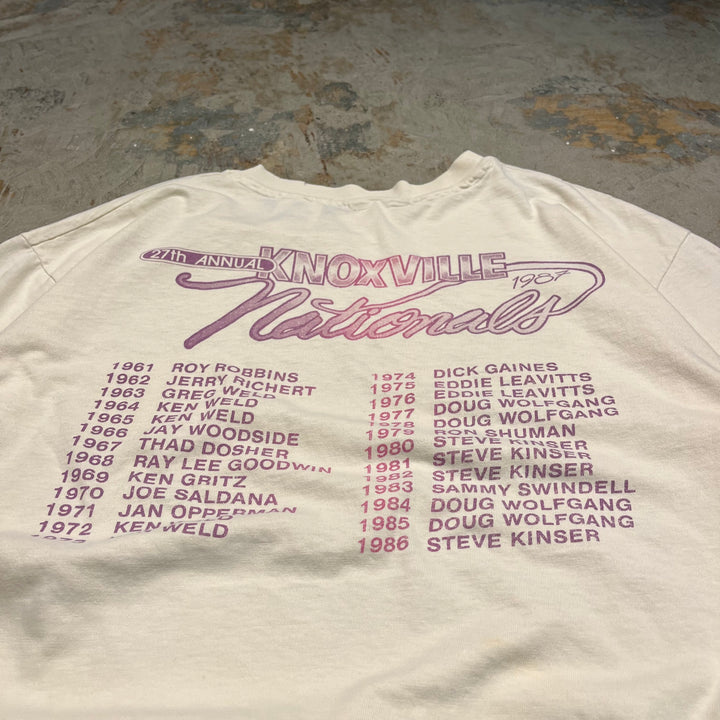 27th ANNUAL KNOXVILLE
Nationals 1987
1961 ROY ROBBINS
1962 JERRY RICHERT
1963 GREG WELD
1964 KEN WELD
1965 KEN WELD
1966 JAY WOODSIDE
1967 THAD DOSHER
1968 RAY LEE GOODWIN
1969 KEN GRITZ
1970 JOE SALDANA
1971 JAN OPPERMAN
1972 KEN WELD
1974 DICK GAINES
1975 EDDIE LEAVITTS
1976 EDDIE LEAVITTS
1977 DOUG WOLFGANG
1978 DOUG WOLFGANG
1979 RON SHUMAN
1980 STEVE KINSER
1981 STEVE KINSER
1982 STEVE KINSER
1983 SAMMY SWINDELL
1984 DOUG WOLFGANG
1985 DOUG WOLFGANG
1986 STEVE KINSER